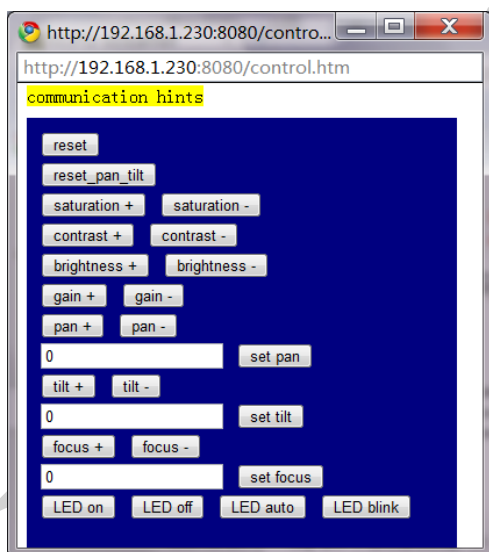 http://192.168.1.230:8080/contro...
http://192.168.1.230:8080/control.htm
communication hints
reset
reset_pan_tilt
saturation + saturation -
contrast + contrast -
brightness + brightness -
gain + gain -
pan + pan -
0 set pan
tilt + tilt -
0 set tilt
focus + focus -
0 set focus
LED on LED off LED auto LED blink